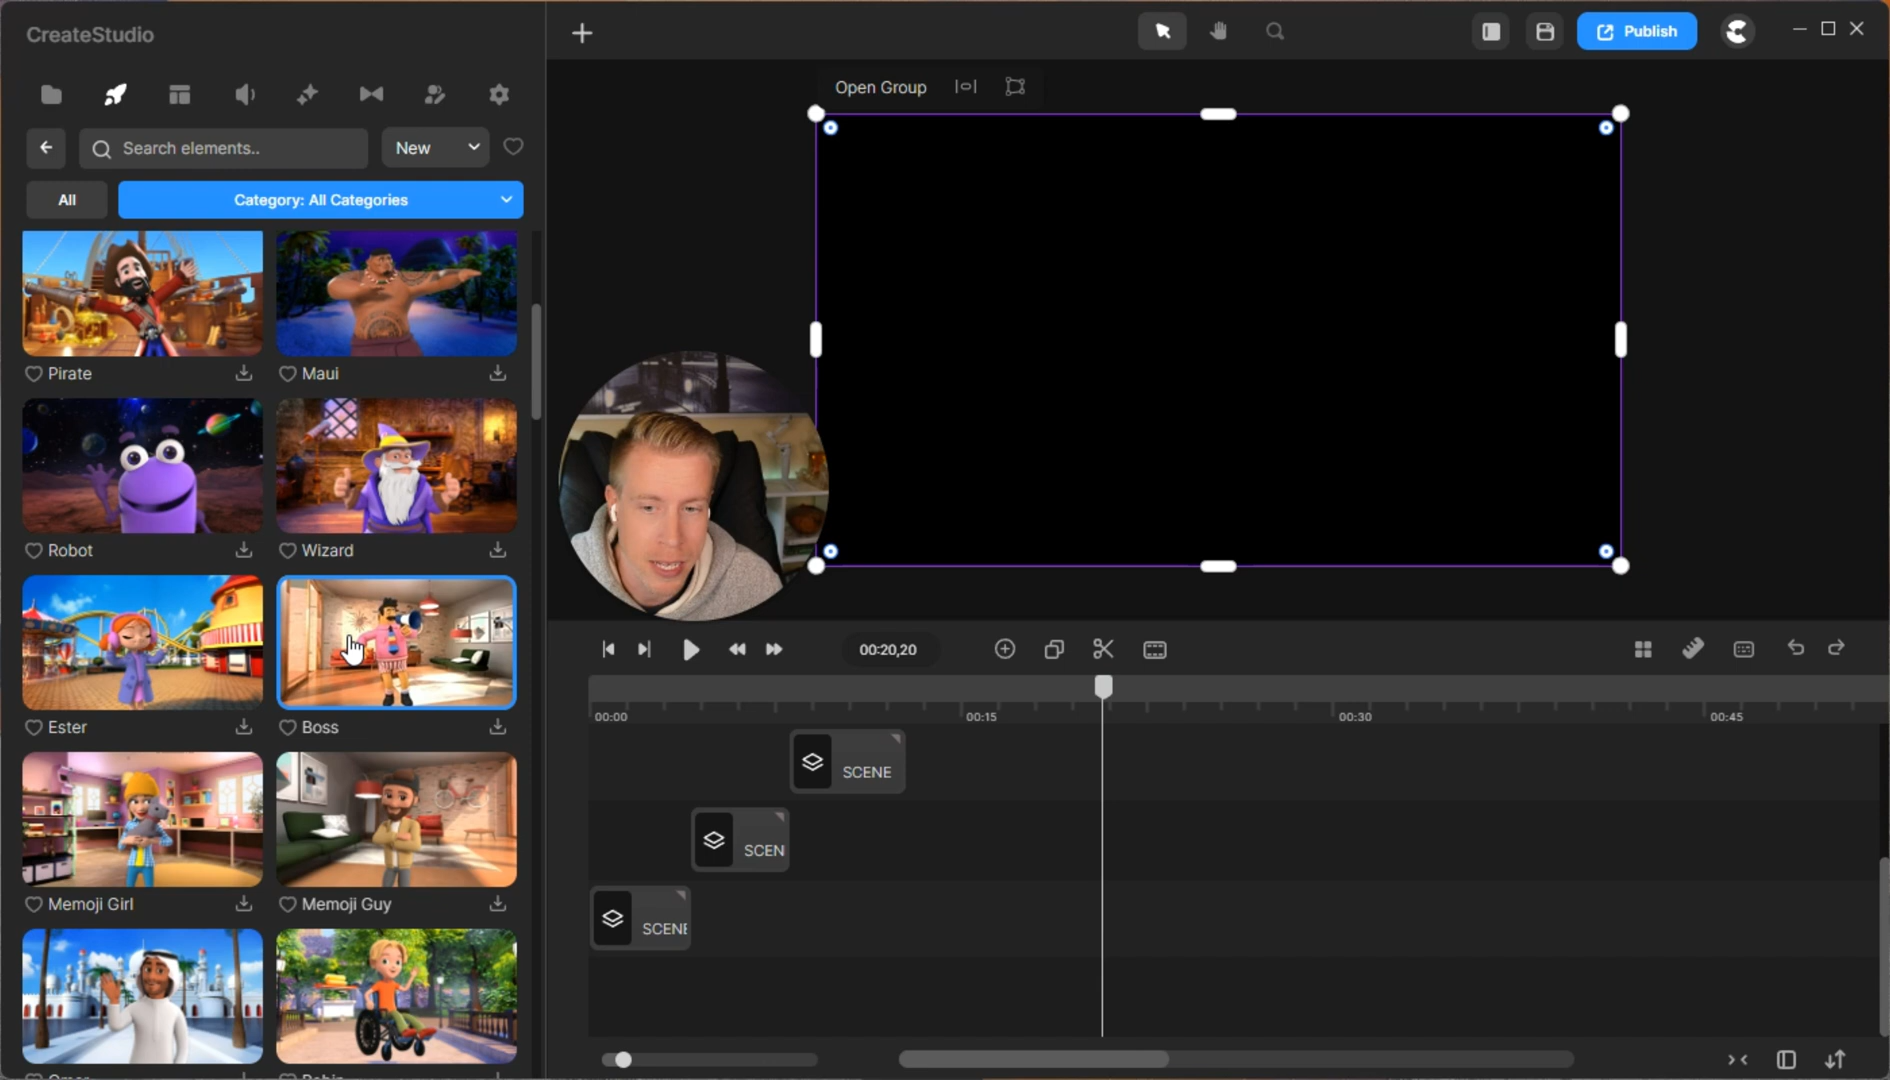 CreateStudio
Publish
Search elements..
New
All
Category: All Categories
Open Group
Pirate
Maui
Robot
Wizard
Ester
Boss
Memoji Girl
Memoji Guy
00:20,20
00:00
00:15
00:30
00:45
SCENE
SCEN
SCENE